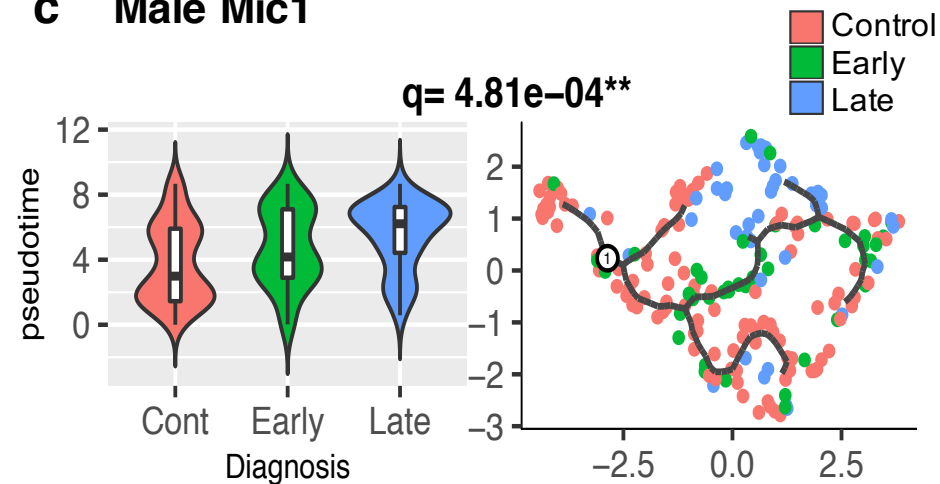 c Male Mic1
Control
Early
Late
q= 4.81e−04**
pseudotime
12
8
4
0
Cont Early Late
Diagnosis
2
1
0
−1
−2
−3
1
−2.5 0.0 2.5